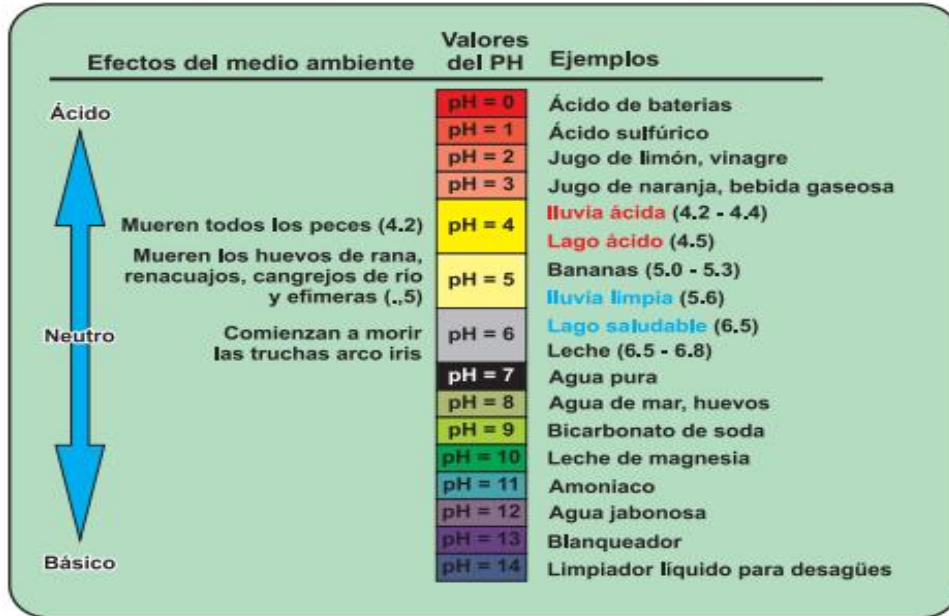 Efectos del medio ambiente
Valores
del PH
Ejemplos
Ácido
Neutro
Básico
Mueren todos los peces (4.2)
Mueren los huevos de rana,
renacuajos, cangrejos de río
y efímeras (.,5)
Comienzan a morir
las truchas arco iris
pH = 0 Ácido de baterias
pH = 1 Ácido sulfúrico
pH = 2 Jugo de limón, vinagre
pH = 3 Jugo de naranja, bebida gaseosa
pH = 4
lluvia ácida (4.2 - 4.4)
Lago ácido (4.5)
pH = 5
Bananas (5.0 - 5.3)
lluvia limpia (5.6)
pH = 6
Lago saludable (6.5)
Leche (6.5 - 6.8)
pH = 7 Agua pura
pH = 8 Agua de mar, huevos
pH = 9 Bicarbonato de soda
pH = 10 Leche de magnesia
pH = 11 Amoniaco
pH = 12 Agua jabonosa
pH = 13 Blanqueador
pH = 14 Limpiador líquido para desagües